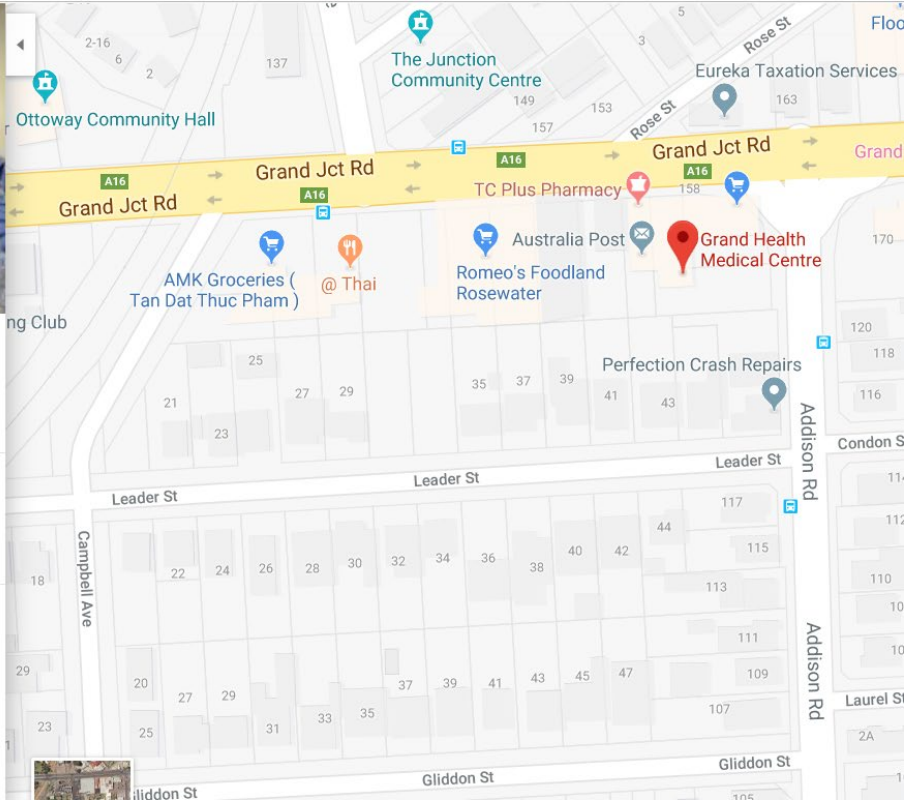 5
Rose St
Floo
2-16
6
2
137
3
The Junction
Community Centre
Eureka Taxation Services
149
153
163
Ottoway Community Hall
157
Rose St
Grand Jct Rd
Grand
A16
Grand Jct Rd
A16
A16
A16
Grand Jct Rd
TC Plus Pharmacy
158
Australia Post
Grand Health
Medical Centre
170
AMK Groceries (
Tan Dat Thuc Pham )
@ Thai
Romeo's Foodland
Rosewater
ng Club
120
118
25
Perfection Crash Repairs
116
21
27
29
35
37
39
41
43
23
Addison Rd
Condon S
Leader St
Leader St
Leader St
117
44
112
Campbell Ave
18
22
24
26
28
30
32
34
36
38
40
42
115
113
110
10
111
Addison Rd
10
29
20
27
29
37
39
41
43
45
47
109
107
Laurel St
23
25
31
33
35
2A
Gliddon St
Gliddon St
liddon St
105